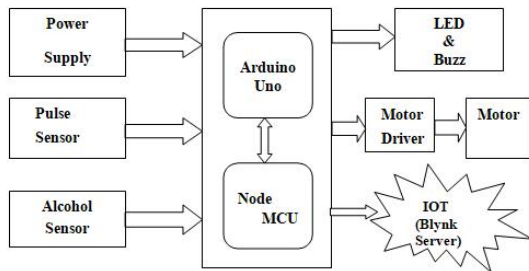 Power
Supply
Pulse
Sensor
Alcohol
Sensor
Arduino
Uno
Node
MCU
LED
&
Buzz
Motor
Driver
Motor
IOT
(Blynk
Server)